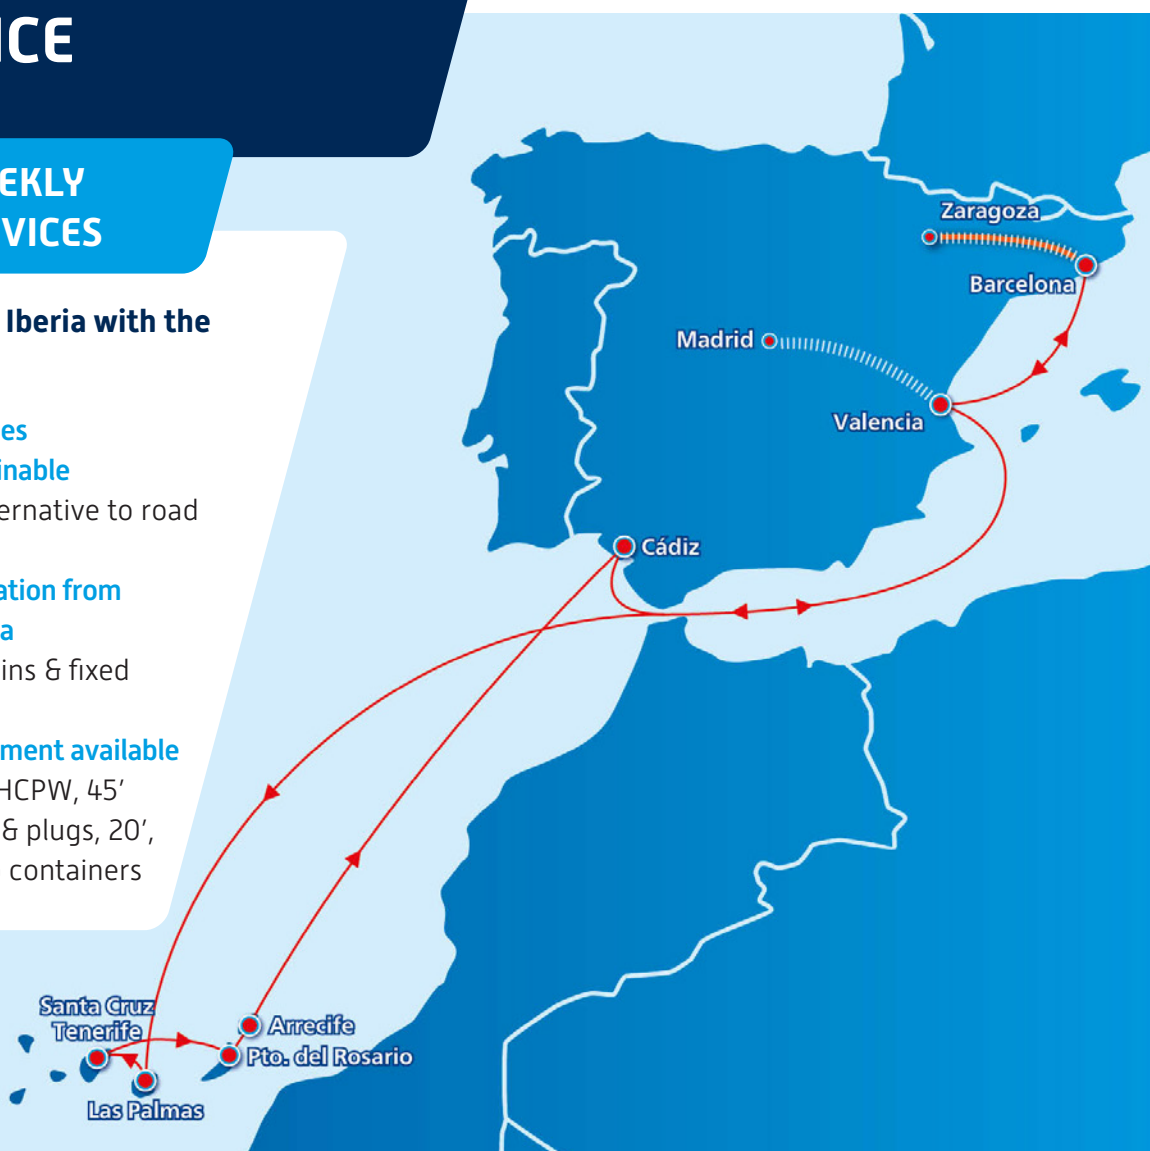 ICE
EKLY
VICES
Iberia with the
es
inable
ernative to road
ation from
a
ins & fixed
ment available
HCPW, 45’
& plugs, 20’,
containers
Zaragoza
Barcelona
Madrid
Valencia
Cádiz
Santa Cruz
Tenerife
Arrecife
Pto. del Rosario
Las Palmas